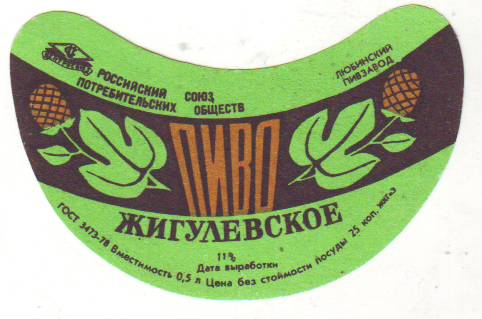 РОССИЙСКИЙ СОЮЗ
ПОТРЕБИТЕЛЬСКИХ ОБЩЕСТВ
ЛЮБИНСКИЙ
ПИВЗАВОД
ПИВО
ЖИГУЛЕВСКОЕ
11%
Дата выработки
ГОСТ 3473-78 Вместимость 0,5 л Цена без стоимости посуды 25 коп.